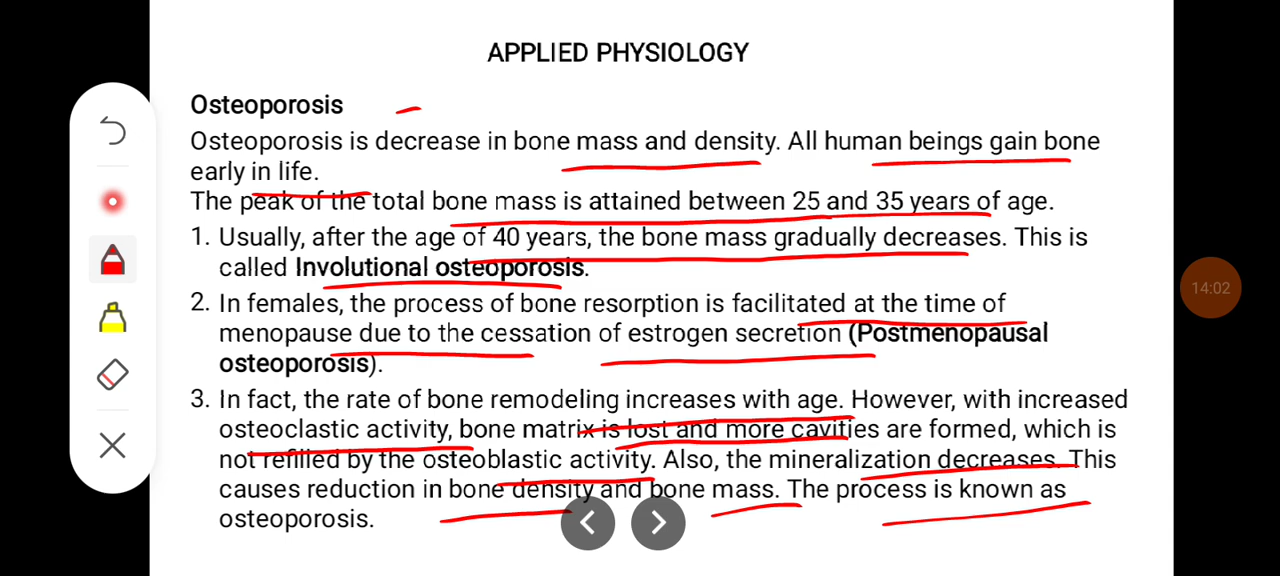 APPLIED PHYSIOLOGY
Osteoporosis
Osteoporosis is decrease in bone mass and density. All human beings gain bone
early in life.
The peak of the total bone mass is attained between 25 and 35 years of age.
1. Usually, after the age of 40 years, the bone mass gradually decreases. This is
called Involutional osteoporosis.
2. In females, the process of bone resorption is facilitated at the time of
menopause due to the cessation of estrogen secretion (Postmenopausal
osteoporosis).
3. In fact, the rate of bone remodeling increases with age. However, with increased
osteoclastic activity, bone matrix is lost and more cavities are formed, which is
not refilled by the osteoblastic activity. Also, the mineralization decreases. This
causes reduction in bone density and bone mass. The process is known as
osteoporosis.
14:02